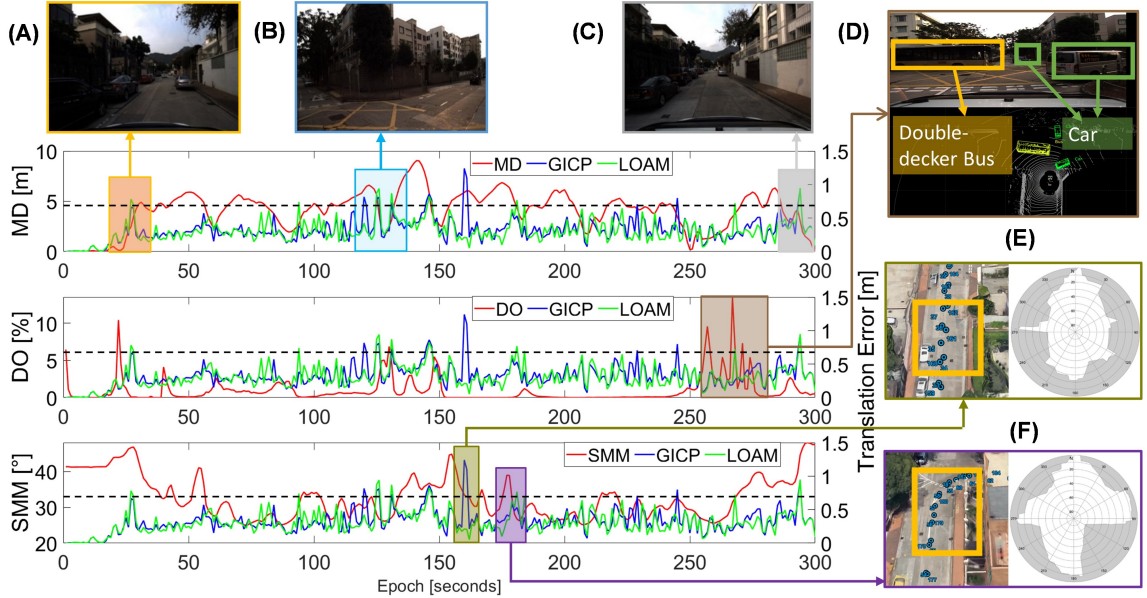 (A)
(B)
(C)
(D)
Double-
decker Bus
Car
MD [m]
10
5
0
MD GICP LOAM
1.5
1
0.5
0
0 50 100 150 200 250 300
DO [%]
10
5
0
DO GICP LOAM
1.5
1
0.5
0
0 50 100 150 200 250 300
Translation Error [m]
SMM [°]
40
30
20
SMM GICP LOAM
1.5
1
0.5
0
0 50 100 150 200 250 300
Epoch [seconds]
(E)
(F)